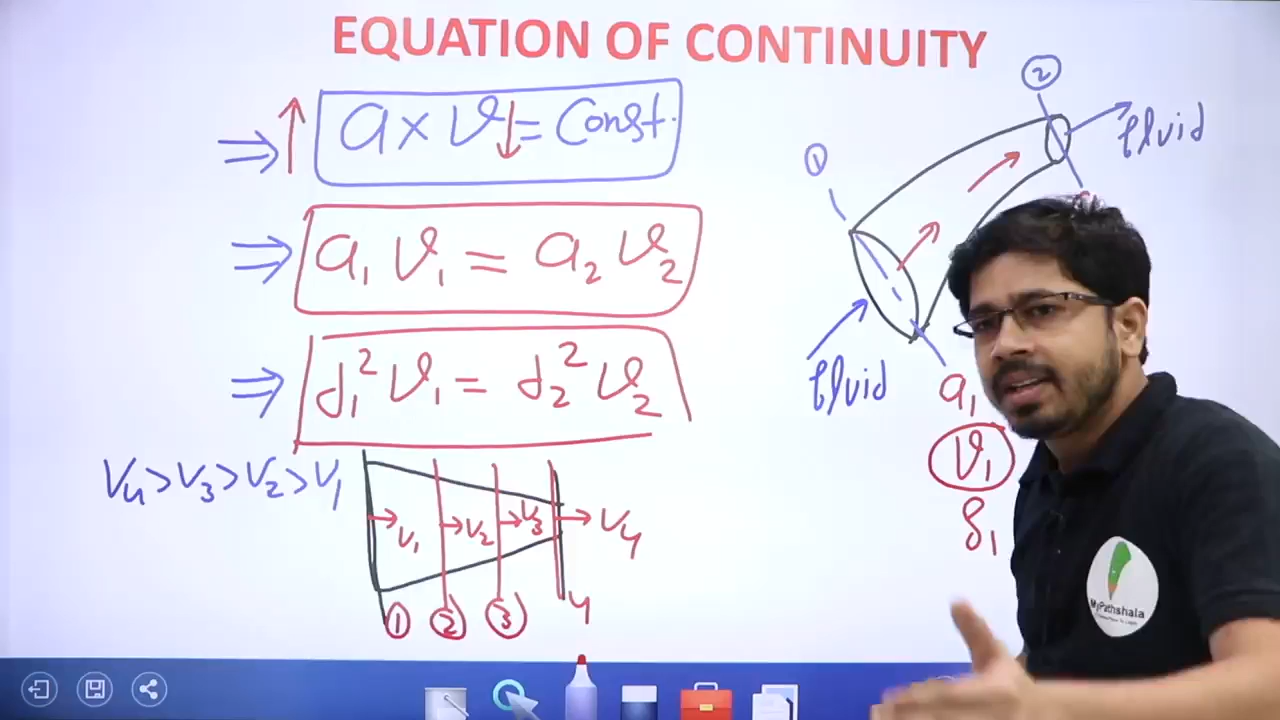 EQUATION OF CONTINUITY
⇒ ↑ a × v↓ = Const.
⇒ a₁ v₁ = a₂ v₂
⇒ d₁² v₁ = d₂² v₂
V₄ > V₃ > V₂ > V₁
V₁ V₂ V₃ V₄
① ② ③ 4
① ②
fluid
fluid
a₁
v₁
δ₁
MyPathshala